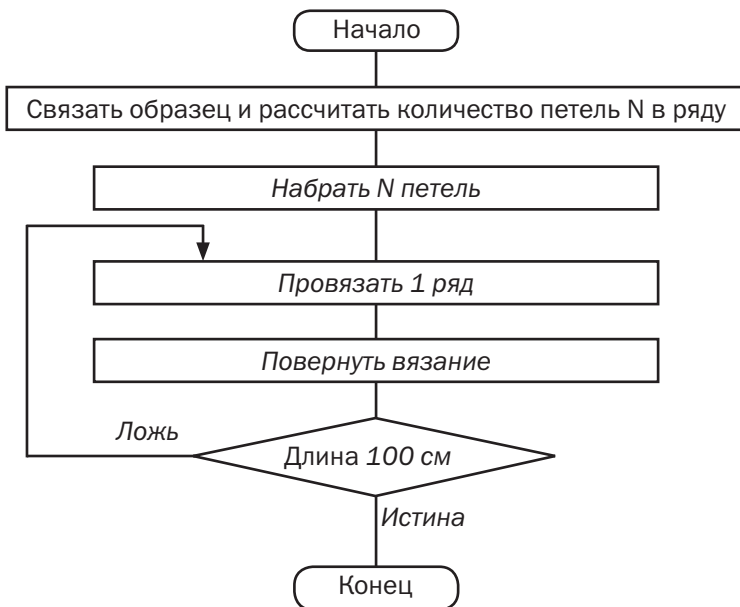 Начало
Связать образец и рассчитать количество петель N в ряду
Набрать N петель
Провязать 1 ряд
Повернуть вязание
Ложь
Длина 100 см
Истина
Конец